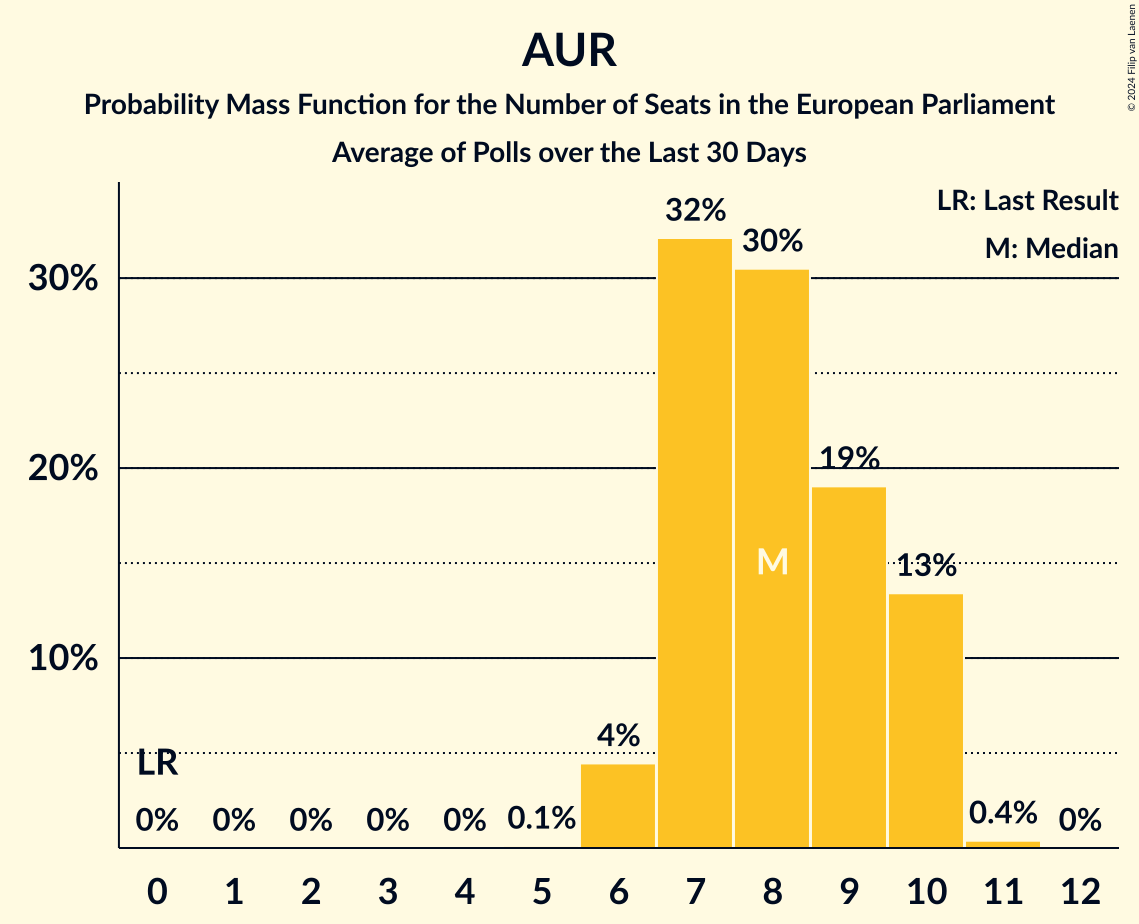 AUR
Probability Mass Function for the Number of Seats in the European Parliament
Average of Polls over the Last 30 Days
© 2024 Filip van Laenen
LR: Last Result
M: Median
32%
30%
30%
20%
19%
M
13%
10%
4%
LR
0%
0%
0%
0%
0%
0.1%
0.4%
0%
0 1 2 3 4 5 6 7 8 9 10 11 12